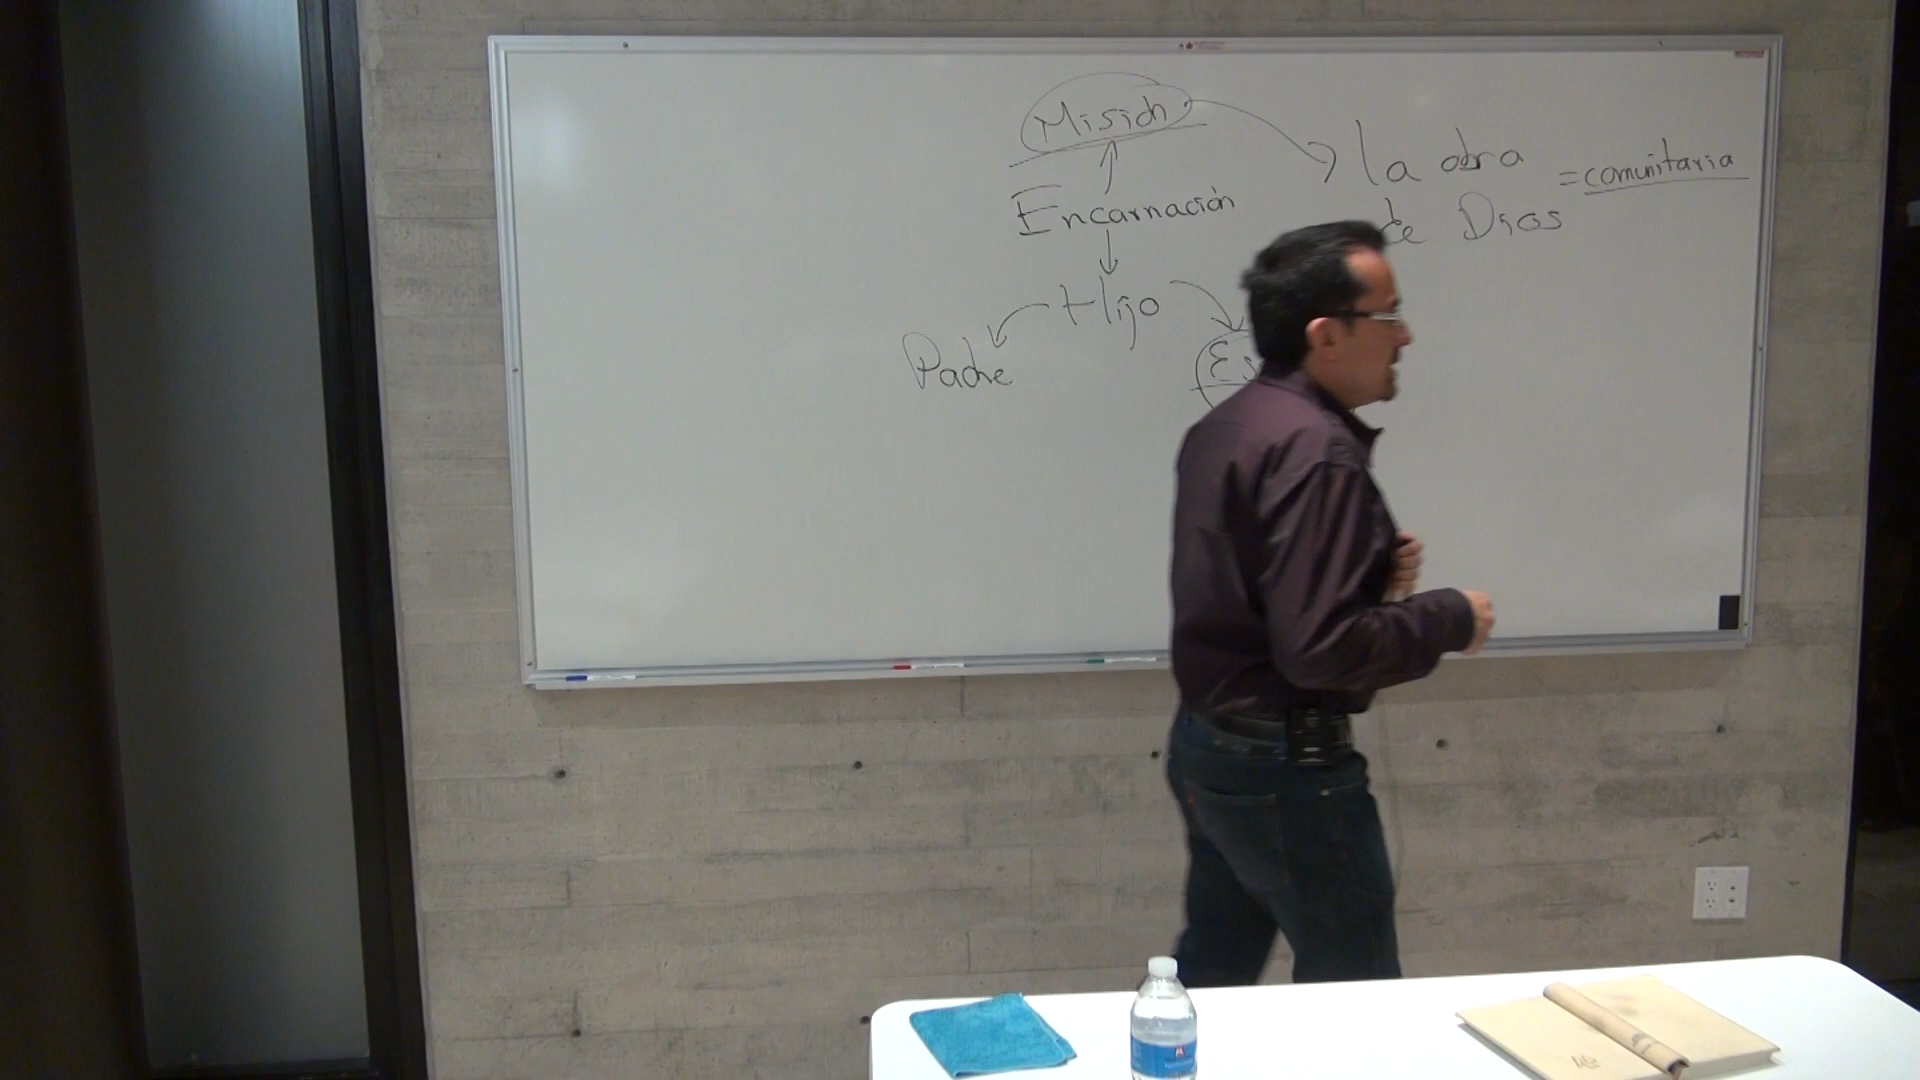 Misión
la obra
= comunitaria
Encarnación
de Dios
Hijo
Padre